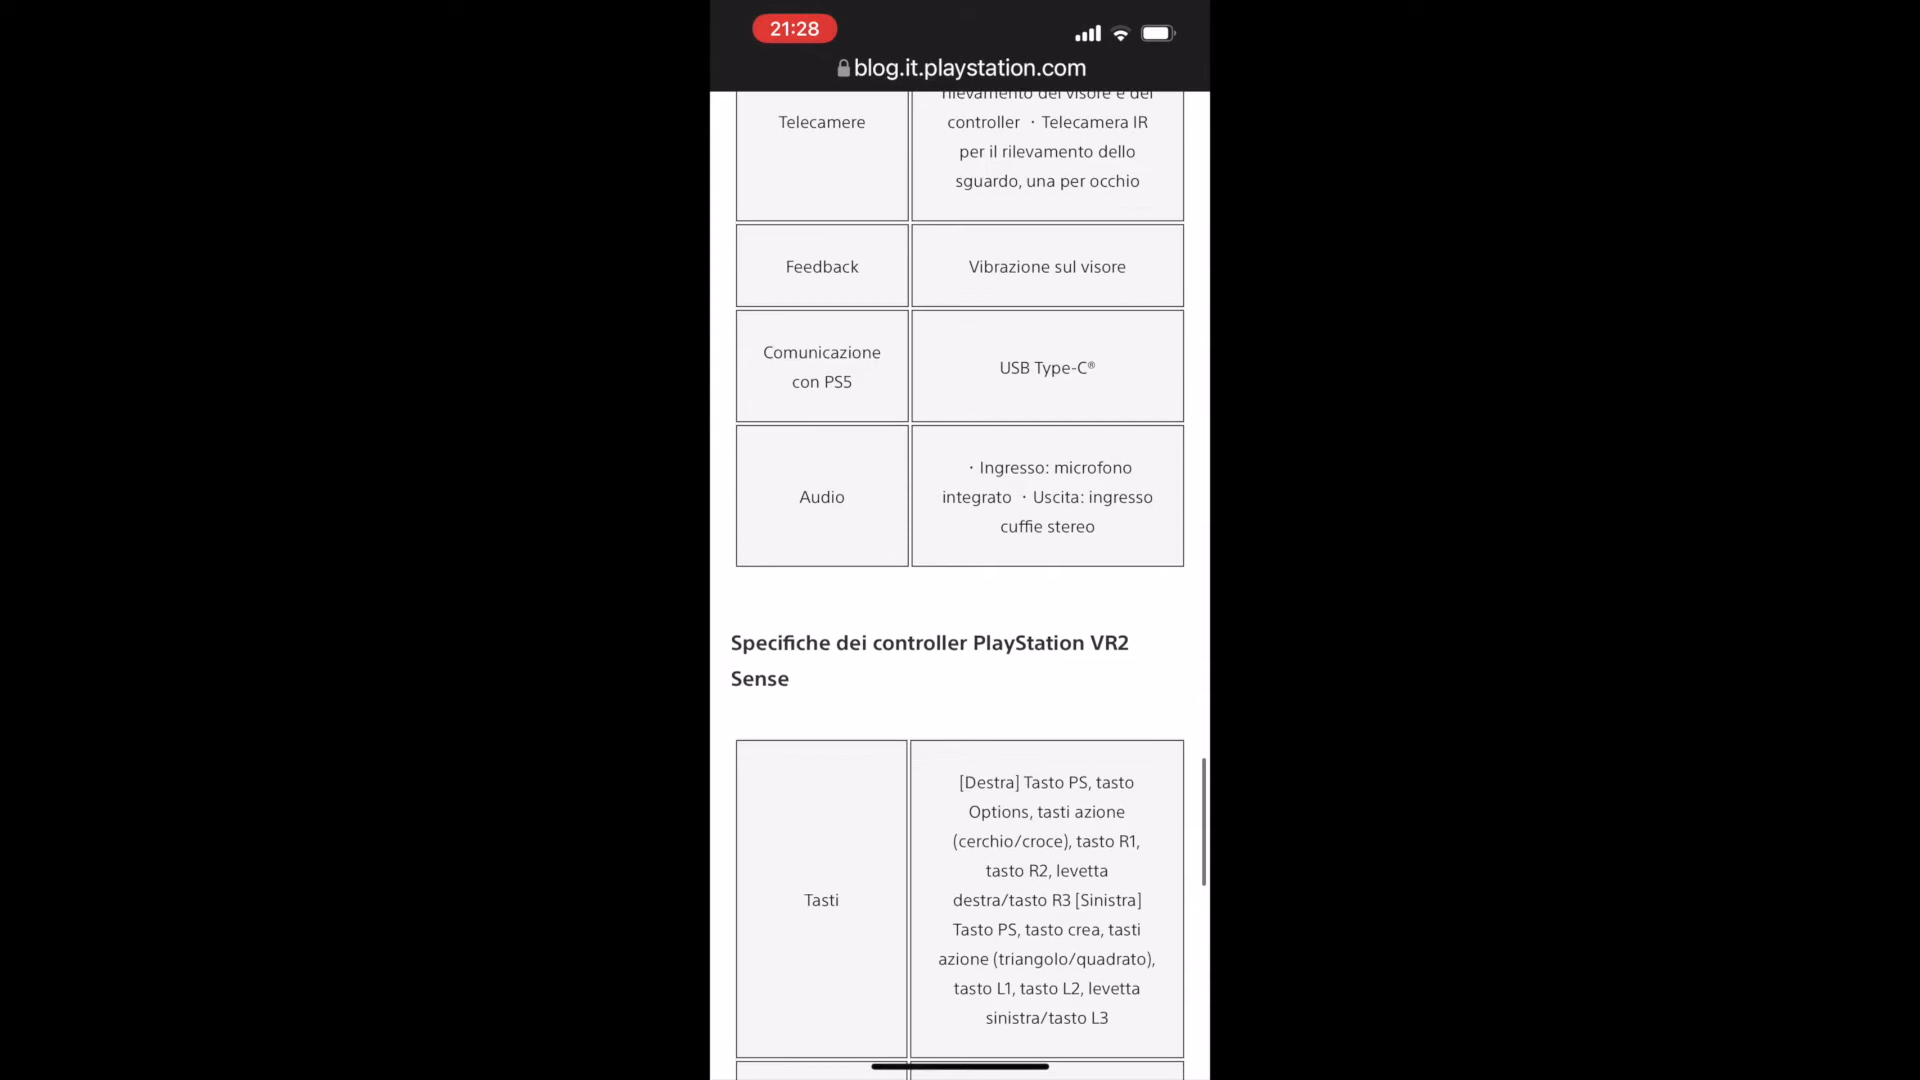 21:28
blog.it.playstation.com
Telecamere
rilevamento del visore e dei
controller · Telecamera IR
per il rilevamento dello
sguardo, una per occhio
Feedback
Vibrazione sul visore
Comunicazione
con PS5
USB Type-C®
Audio
· Ingresso: microfono
integrato · Uscita: ingresso
cuffie stereo
Specifiche dei controller PlayStation VR2
Sense
Tasti
[Destra] Tasto PS, tasto
Options, tasti azione
(cerchio/croce), tasto R1,
tasto R2, levetta
destra/tasto R3 [Sinistra]
Tasto PS, tasto crea, tasti
azione (triangolo/quadrato),
tasto L1, tasto L2, levetta
sinistra/tasto L3